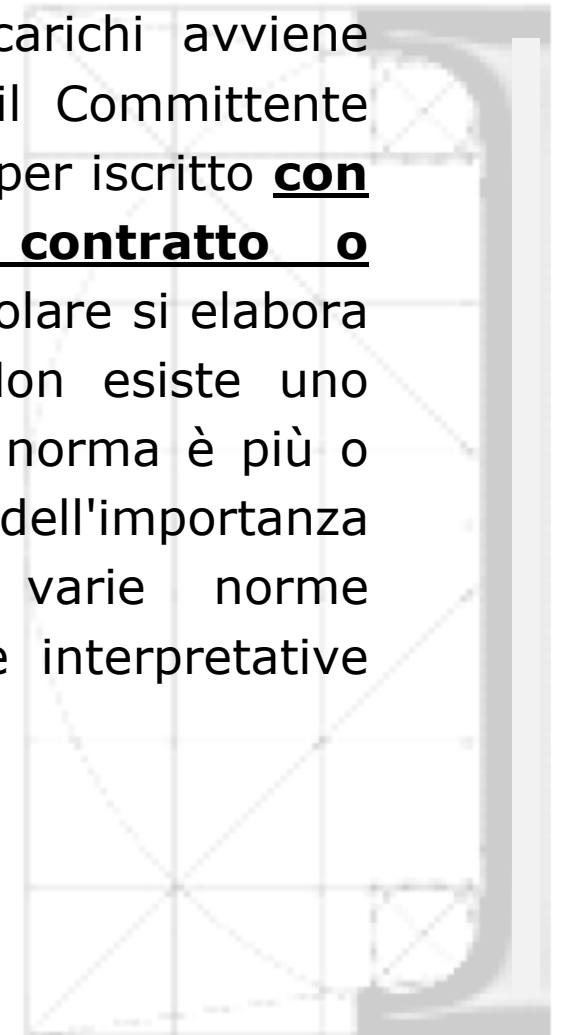 carichi avviene
il Committente
per iscritto con
contratto o
olare si elabora
esiste uno
norma è più o
dell'importanza
varie norme
e interpretative